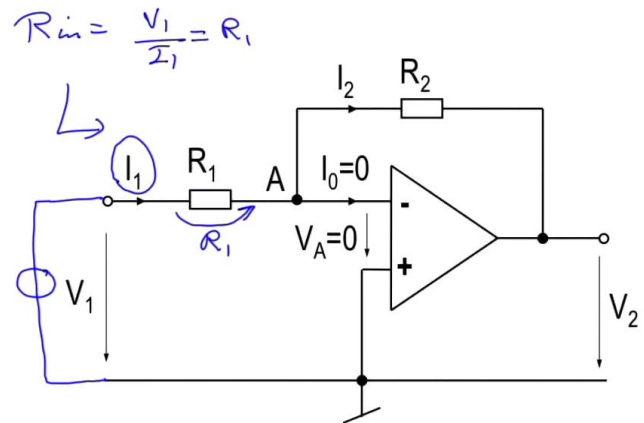 Rin = V1/I1 = R1
I2
R2
I1
R1
A
I0=0
R1
-
VA=0
+
V1
V2